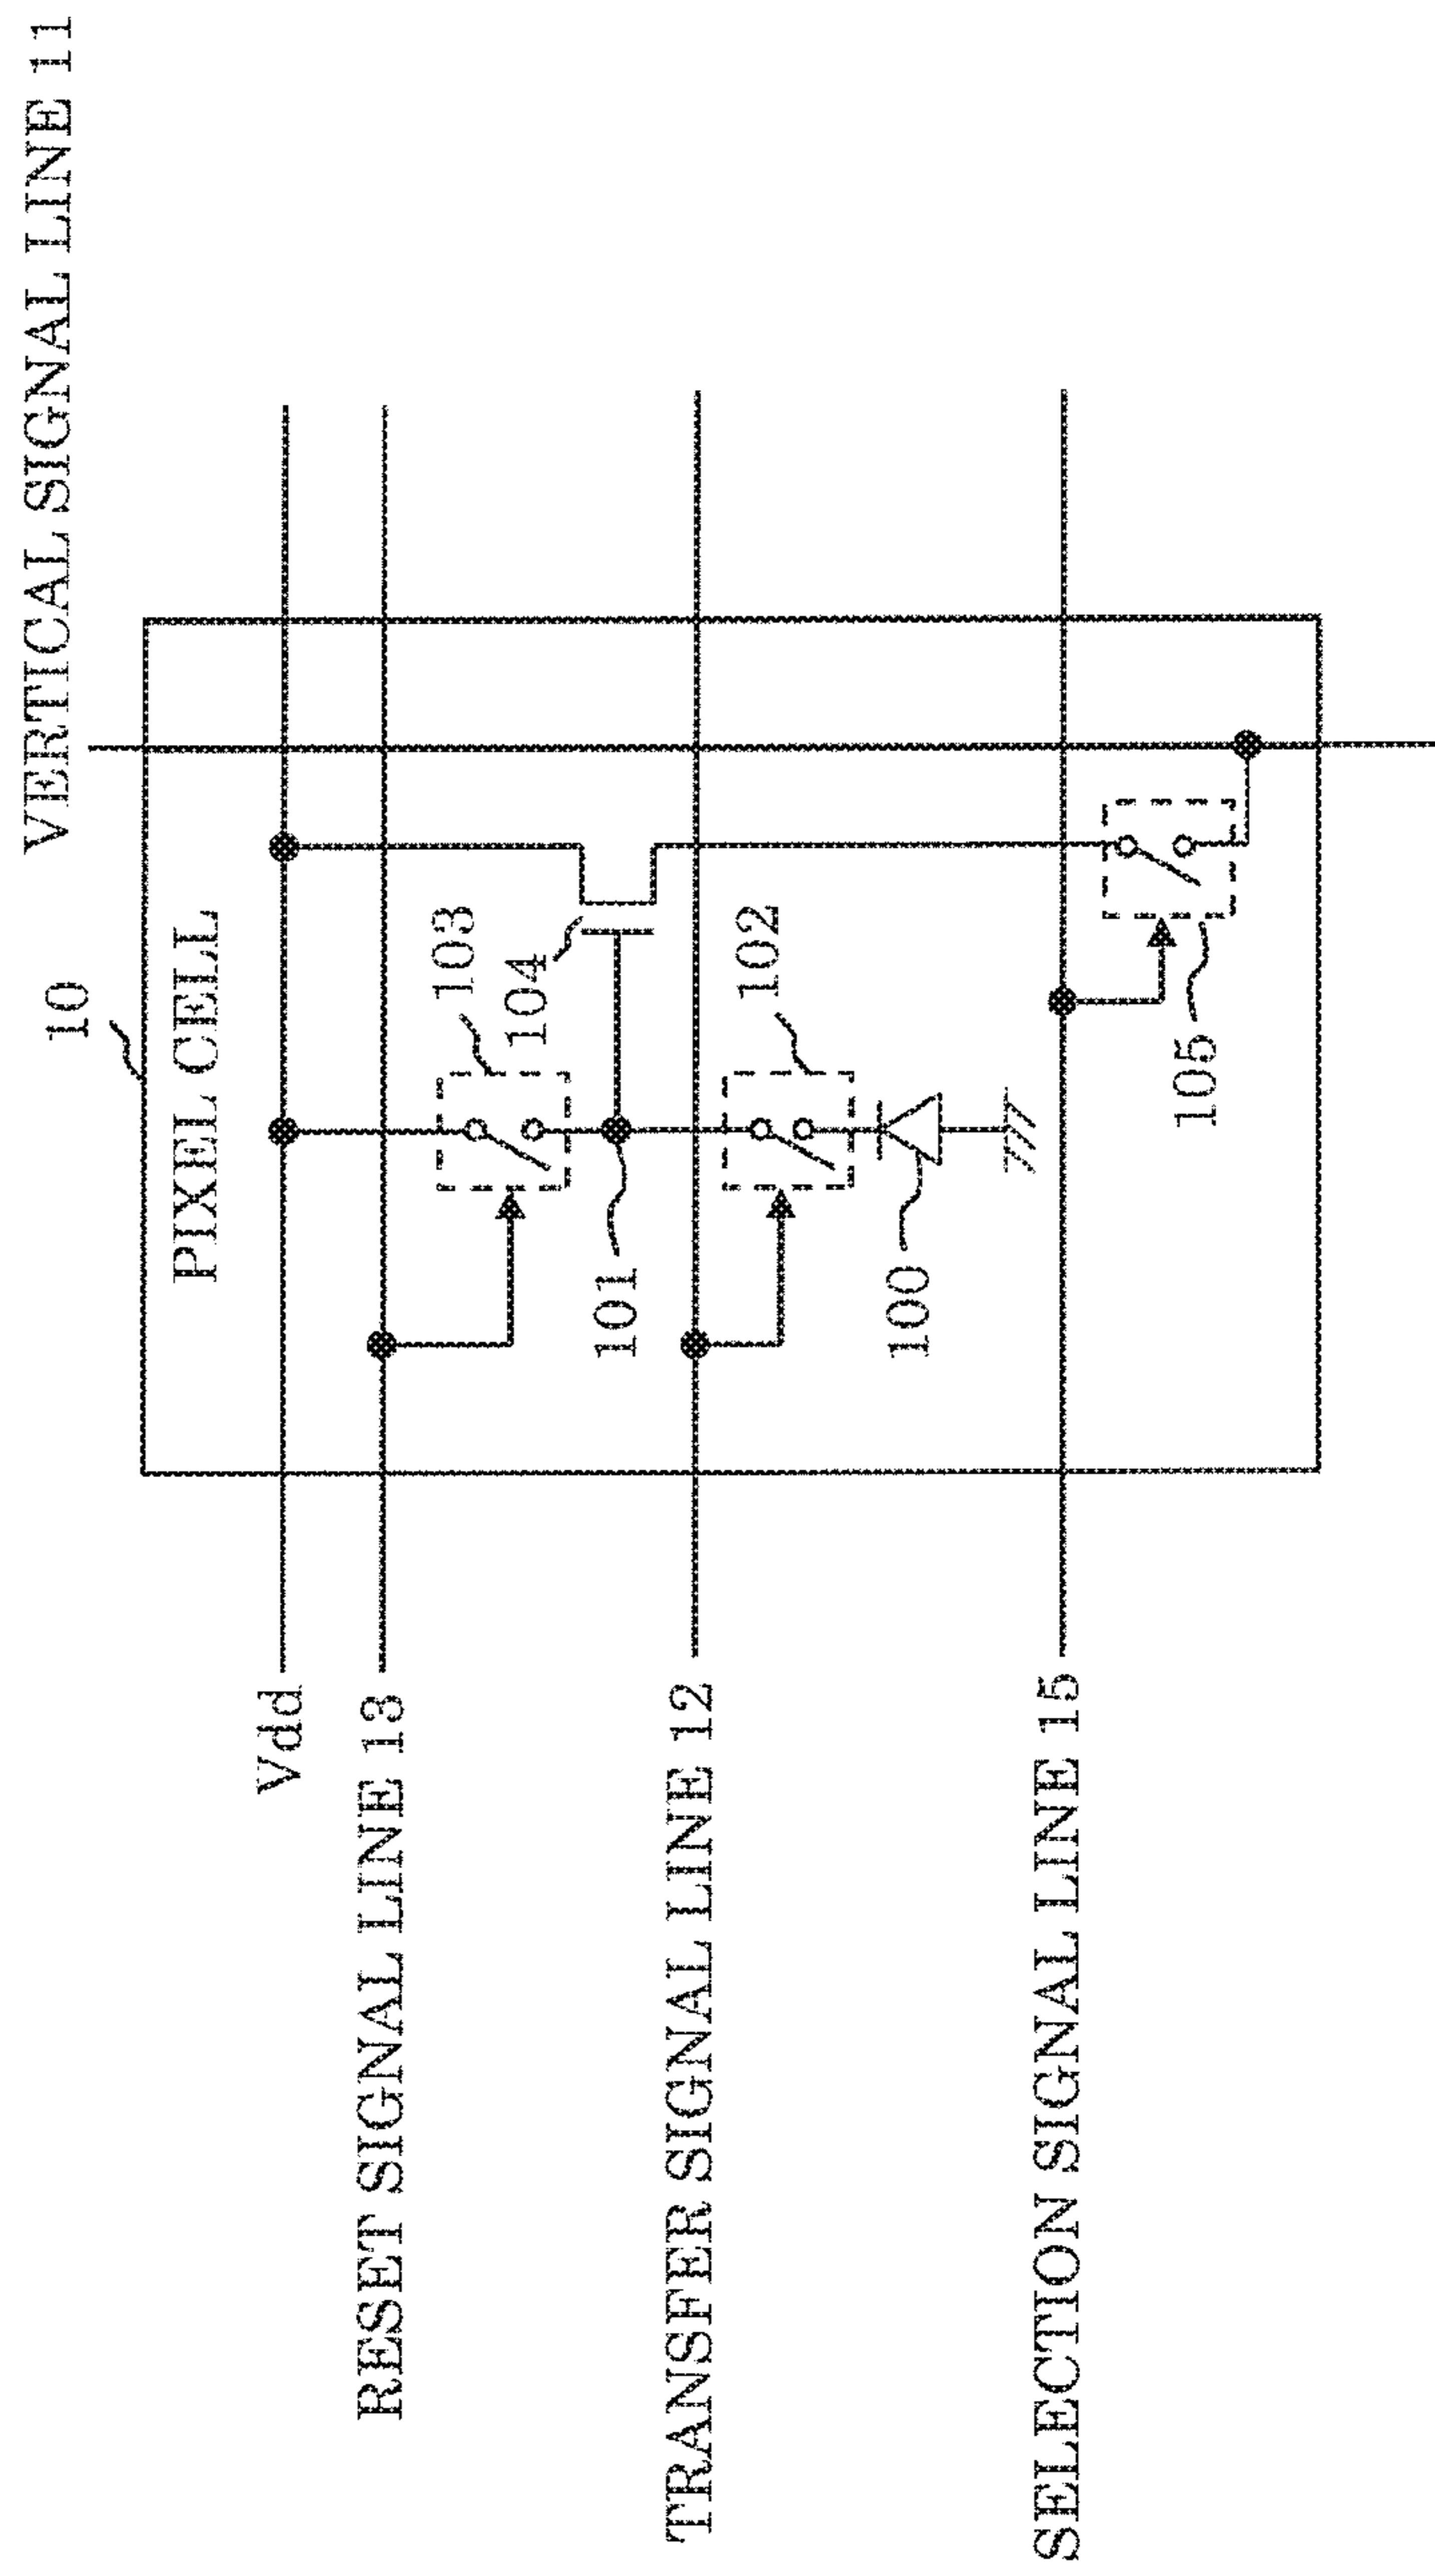 VERTICAL SIGNAL LINE 11
10
PIXEL CELL
Vdd
RESET SIGNAL LINE 13
103
104
101
TRANSFER SIGNAL LINE 12
102
100
SELECTION SIGNAL LINE 15
105